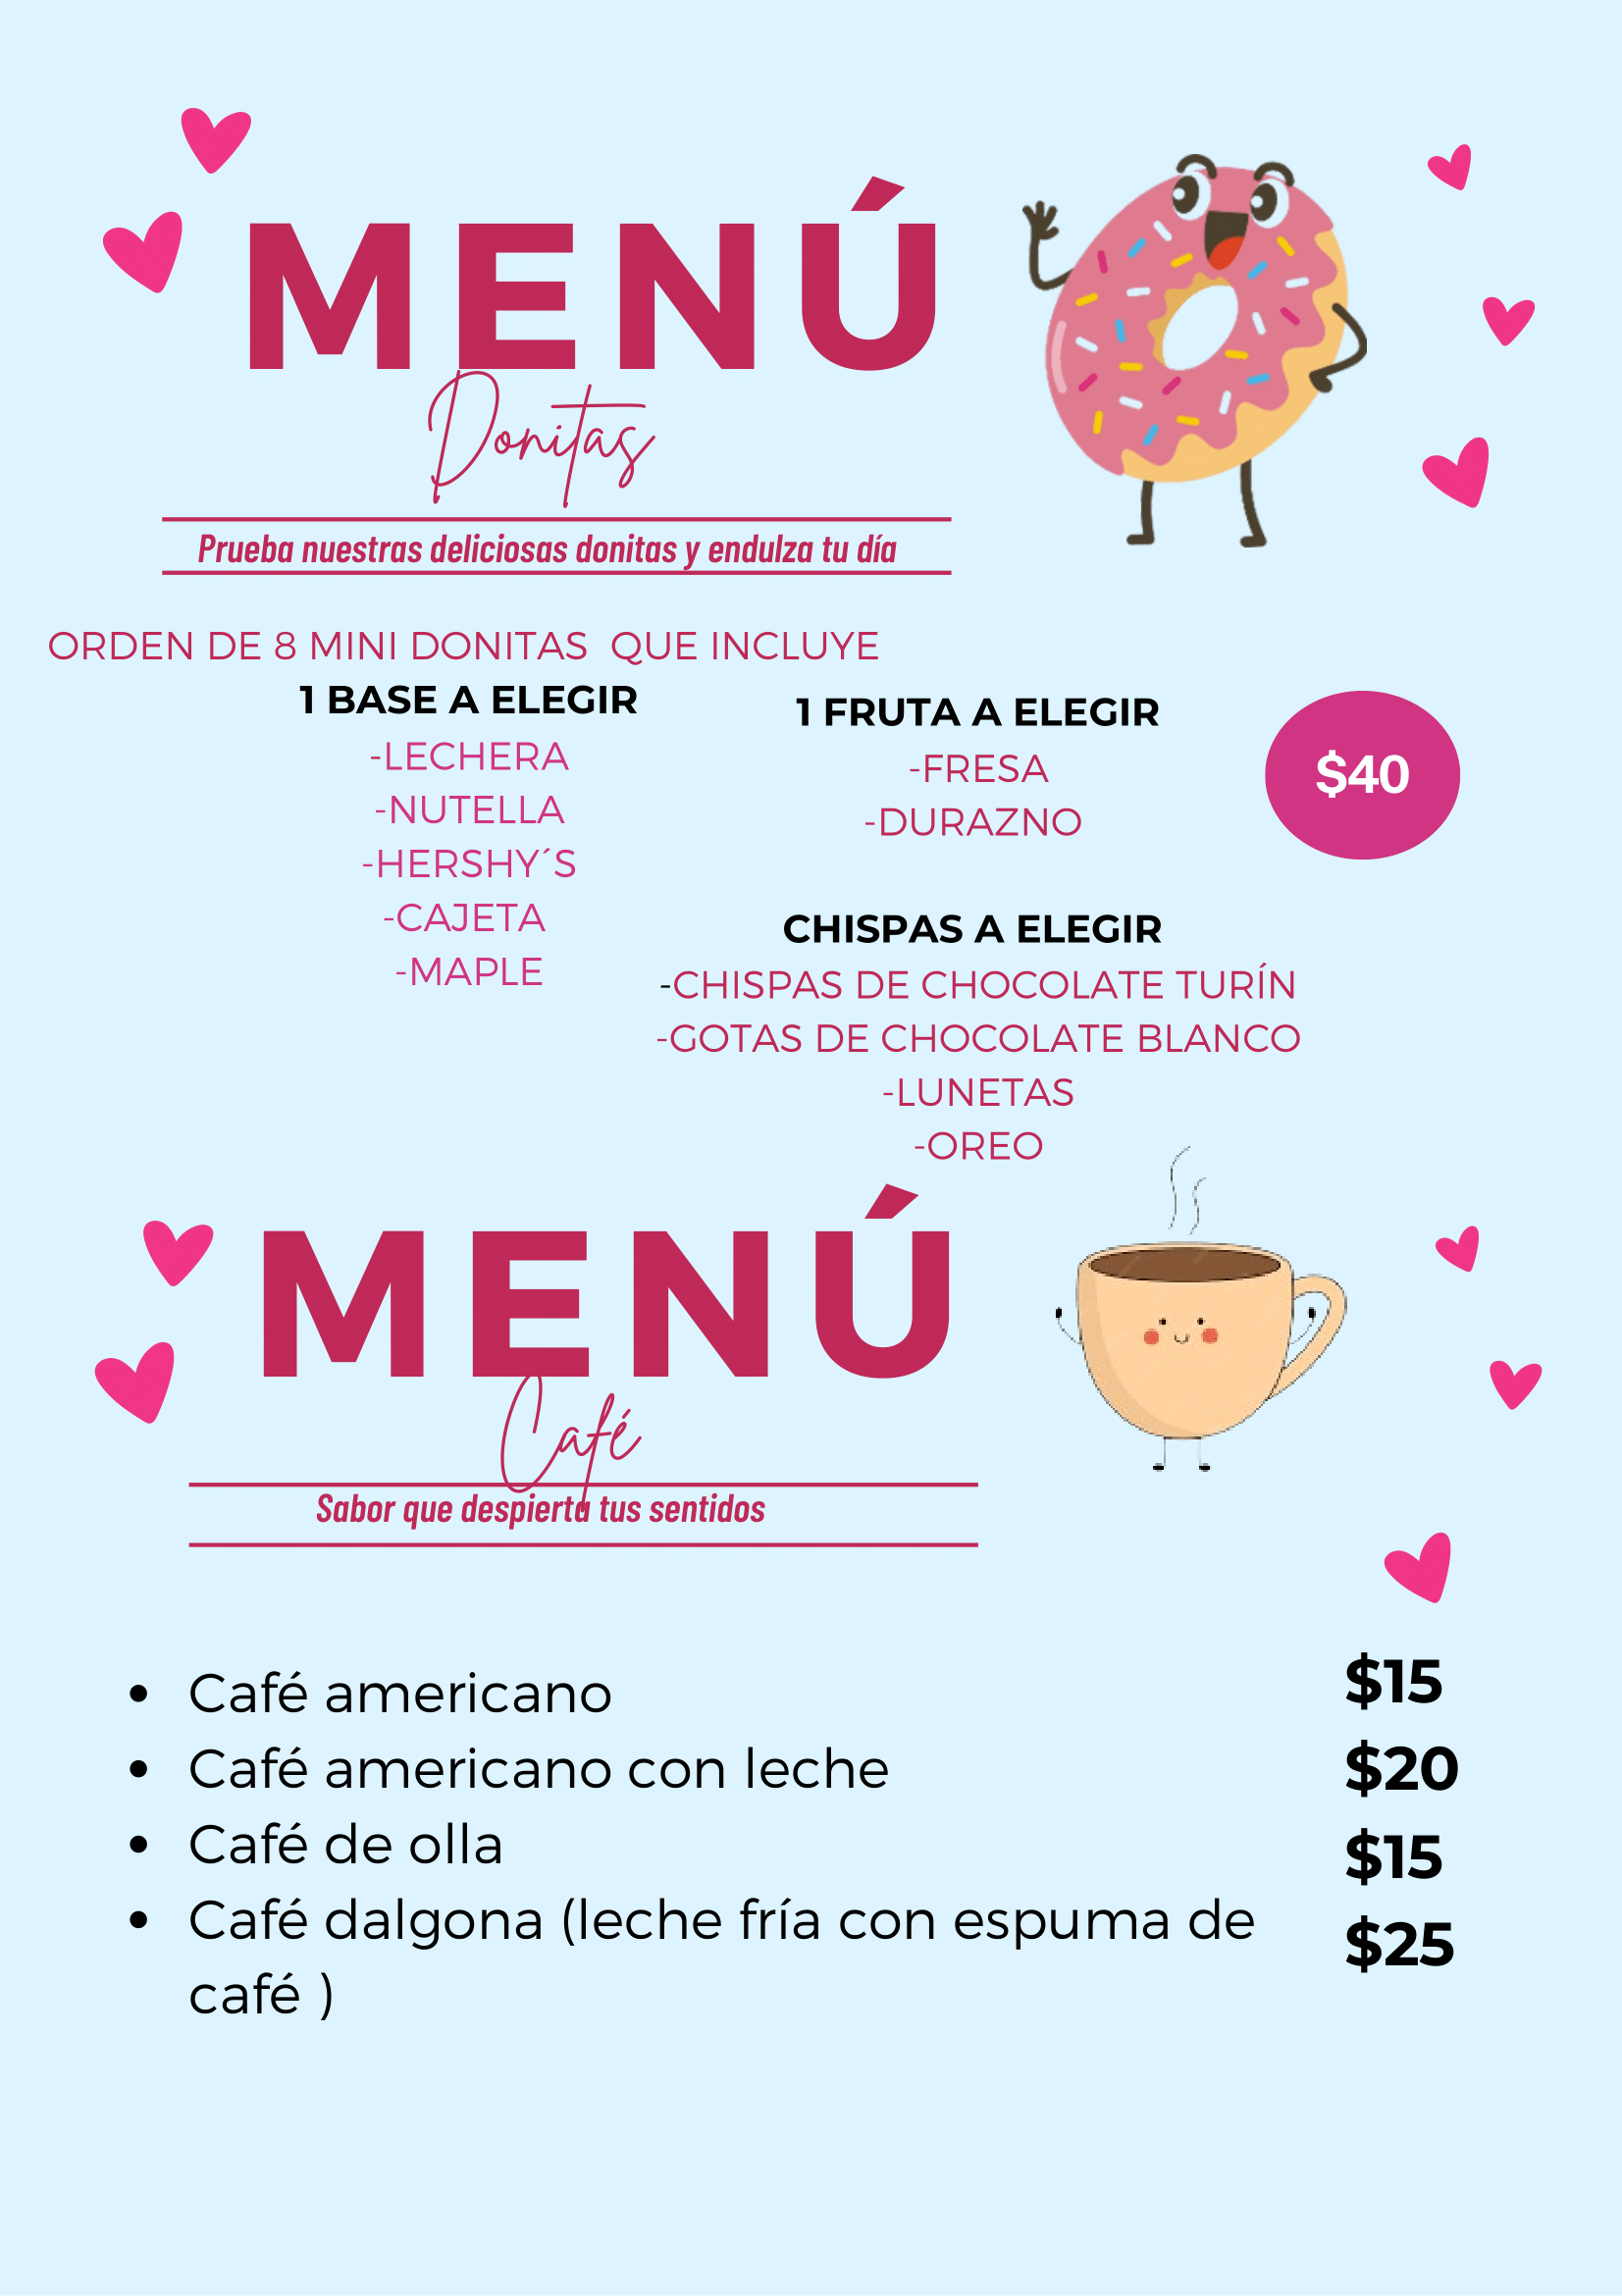 MENÚ
Donitas
Prueba nuestras deliciosas donitas y endulza tu día
ORDEN DE 8 MINI DONITAS  QUE INCLUYE
1 BASE A ELEGIR
-LECHERA
-NUTELLA
-HERSHY´S
-CAJETA
-MAPLE
1 FRUTA A ELEGIR
-FRESA
-DURAZNO
$40
CHISPAS A ELEGIR
-CHISPAS DE CHOCOLATE TURÍN
-GOTAS DE CHOCOLATE BLANCO
-LUNETAS
-OREO
MENÚ
Café
Sabor que despierta tus sentidos
• Café americano $15
• Café americano con leche $20
• Café de olla $15
• Café dalgona (leche fría con espuma de $25
café )